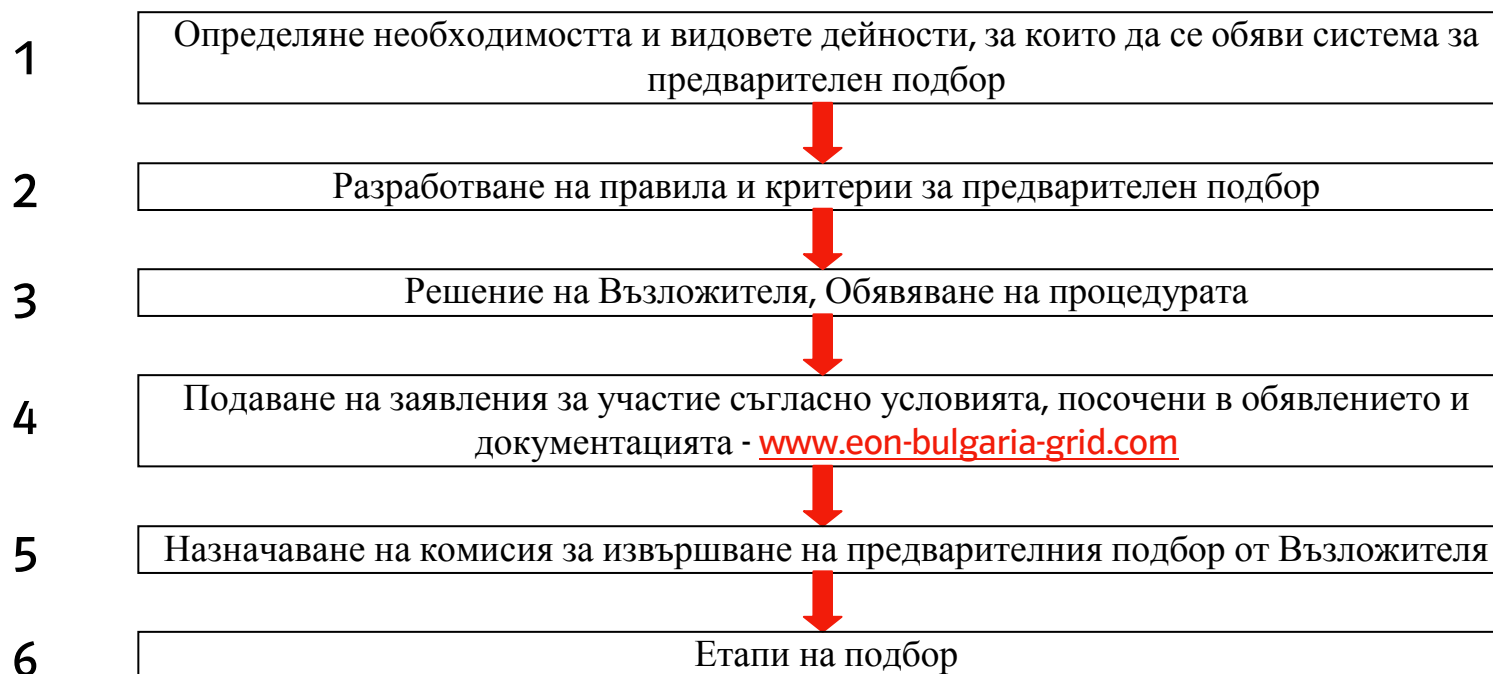 1
Определяне необходимостта и видовете дейности, за които да се обяви система за
предварителен подбор
2
Разработване на правила и критерии за предварителен подбор
3
Решение на Възложителя, Обявяване на процедурата
4
Подаване на заявления за участие съгласно условията, посочени в обявлението и
документацията - www.eon-bulgaria-grid.com
5
Назначаване на комисия за извършване на предварителния подбор от Възложителя
6
Етапи на подбор